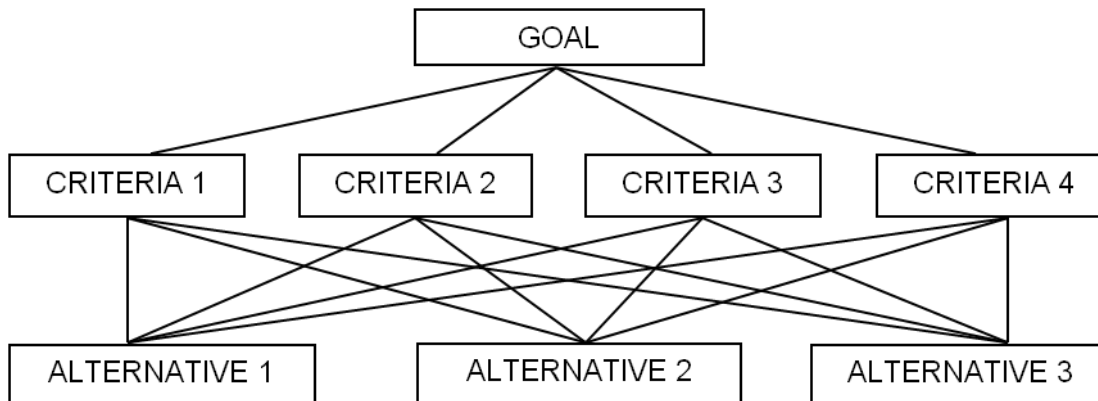 GOAL
CRITERIA 1
CRITERIA 2
CRITERIA 3
CRITERIA 4
ALTERNATIVE 1
ALTERNATIVE 2
ALTERNATIVE 3